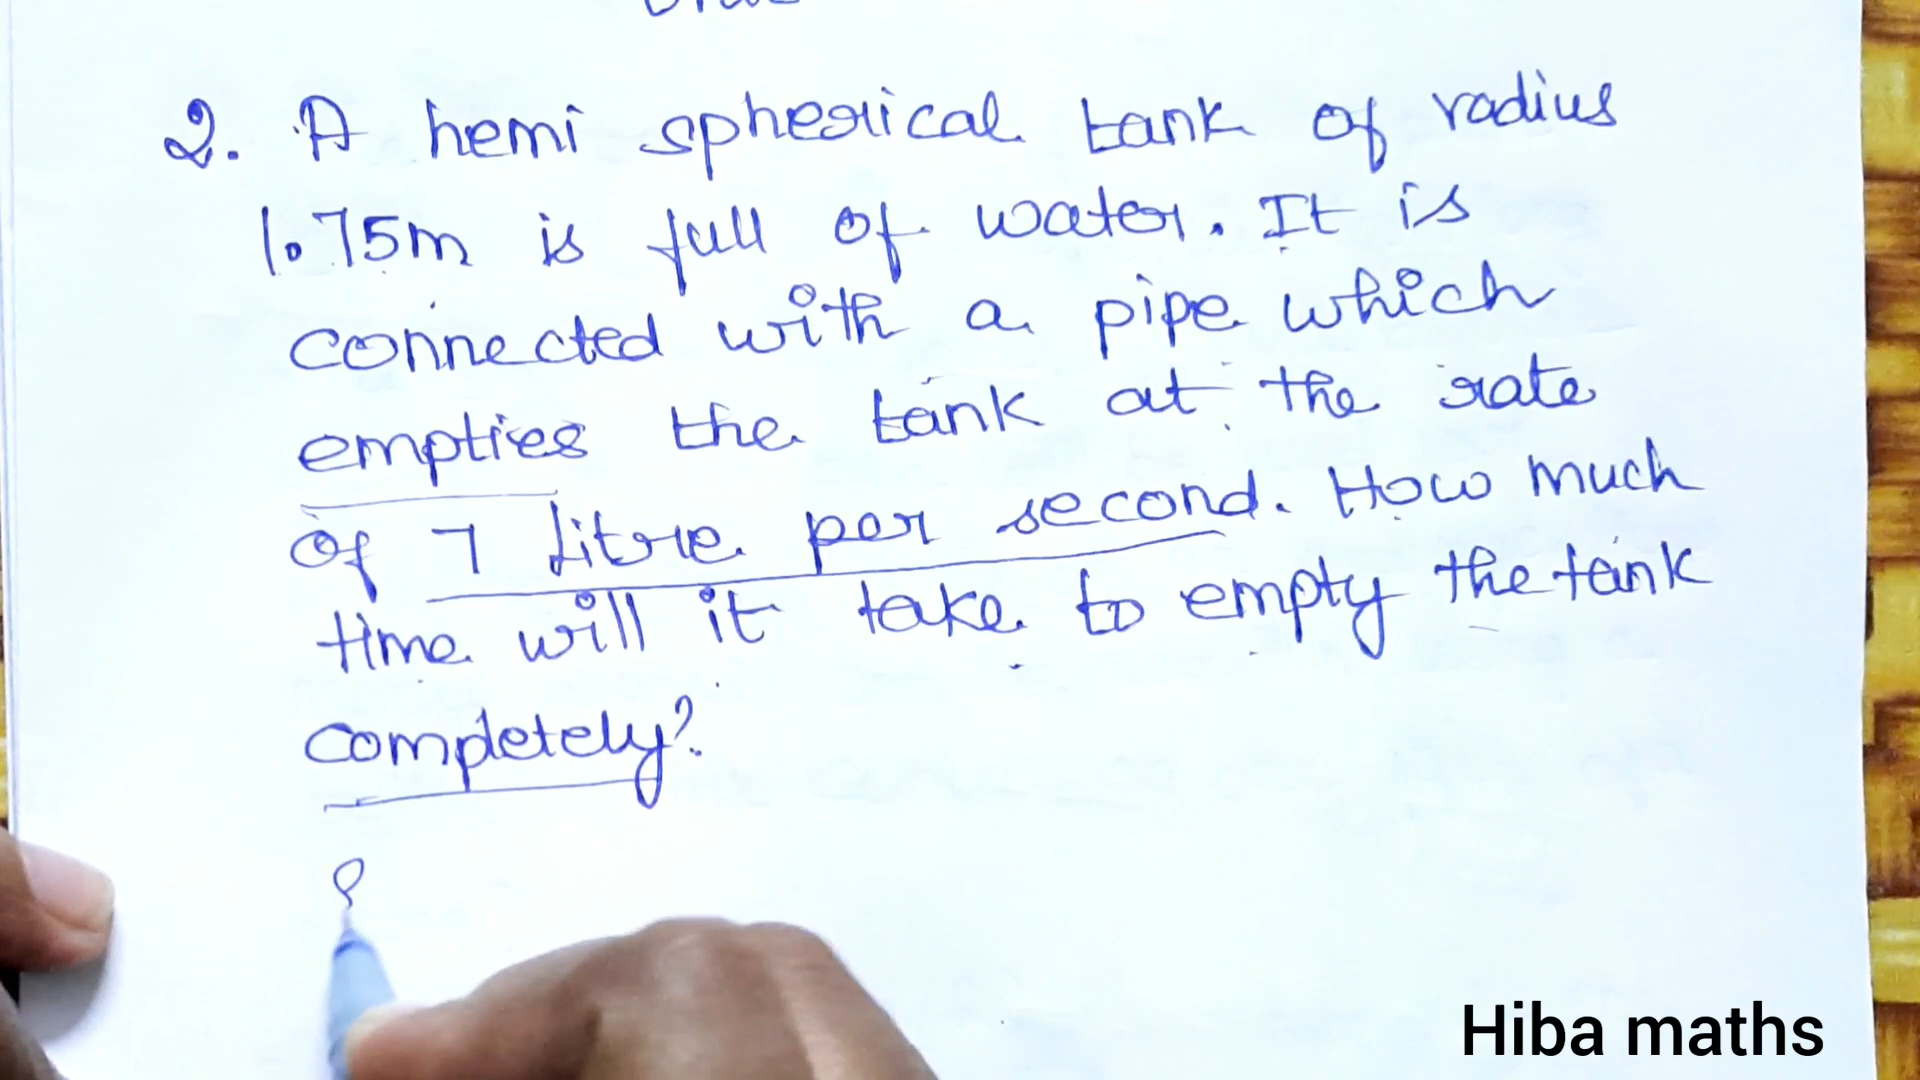 2. A hemi spherical tank of radius
1.75m is full of water. It is
connected with a pipe which
empties the tank at the rate
of 7 litre per second. How much
time will it take to empty the tank
completely?
Hiba maths